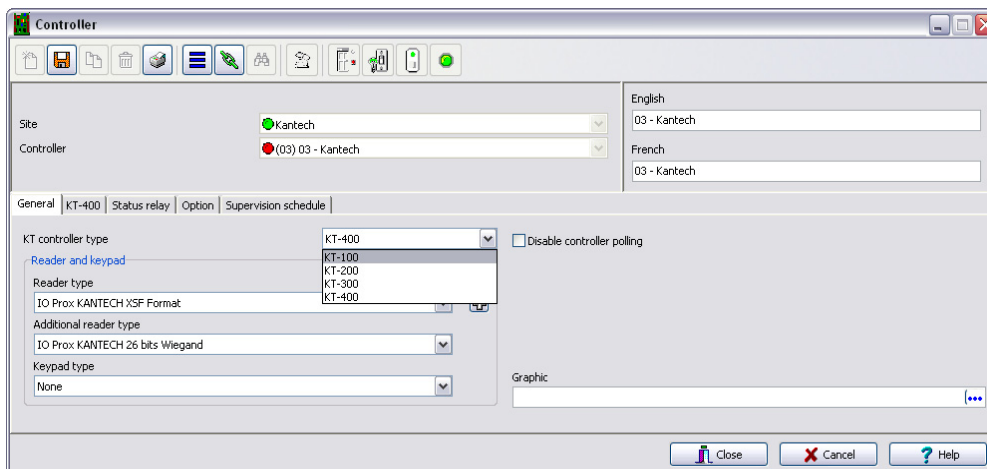 Controller
English
Site
Kantech
03 - Kantech
Controller
(03) 03 - Kantech
French
03 - Kantech
General
KT-400
Status relay
Option
Supervision schedule
KT controller type
KT-400
Disable controller polling
KT-100
KT-200
KT-300
KT-400
Reader and keypad
Reader type
IO Prox KANTECH XSF Format
Additional reader type
IO Prox KANTECH 26 bits Wiegand
Keypad type
None
Graphic
Close
Cancel
Help